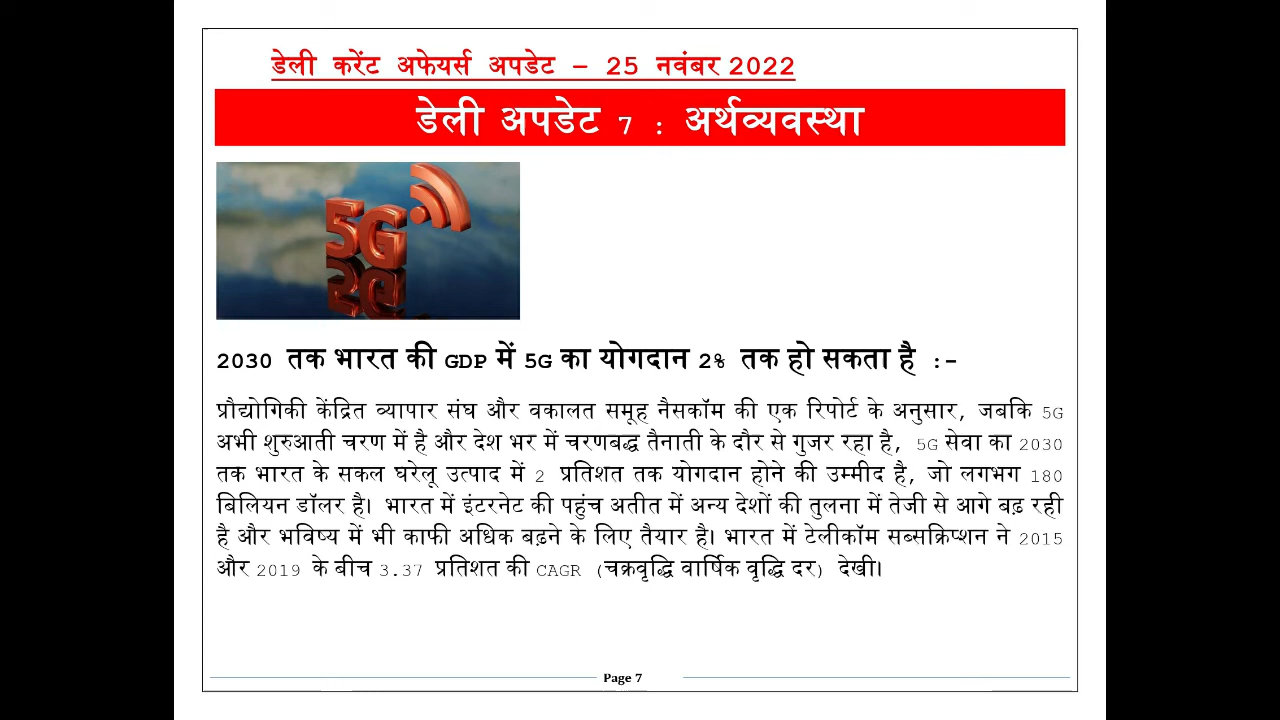 डेली करेंट अफेयर्स अपडेट – 25 नवंबर 2022
डेली अपडेट 7 : अर्थव्यवस्था
5G
2030 तक भारत की GDP में 5G का योगदान 2% तक हो सकता है :-
प्रौद्योगिकी केंद्रित व्यापार संघ और वकालत समूह नैसकॉम की एक रिपोर्ट के अनुसार, जबकि 5G
अभी शुरुआती चरण में है और देश भर में चरणबद्ध तैनाती के दौर से गुजर रहा है, 5G सेवा का 2030
तक भारत के सकल घरेलू उत्पाद में 2 प्रतिशत तक योगदान होने की उम्मीद है, जो लगभग 180
बिलियन डॉलर है। भारत में इंटरनेट की पहुंच अतीत में अन्य देशों की तुलना में तेजी से आगे बढ़ रही
है और भविष्य में भी काफी अधिक बढ़ने के लिए तैयार है। भारत में टेलीकॉम सब्सक्रिप्शन ने 2015
और 2019 के बीच 3.37 प्रतिशत की CAGR (चक्रवृद्धि वार्षिक वृद्धि दर) देखी।
Page 7